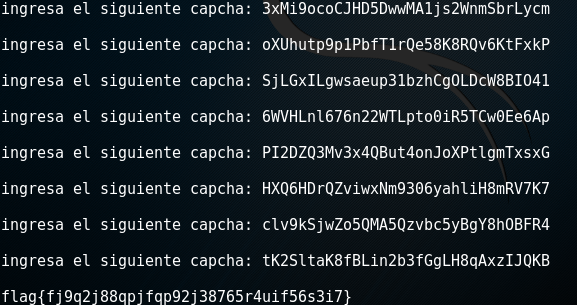 ingresa el siguiente capcha: 3xMi9ocoCJHD5DwwMA1js2WnmSbrLycm
ingresa el siguiente capcha: oXUhutp9p1PbfT1rQe58K8RQv6KtFxkP
ingresa el siguiente capcha: SjLGxILgwsaeup31bzhCgOLDcW8BIO41
ingresa el siguiente capcha: 6WVHLnl676n22WTLpto0iR5TCw0Ee6Ap
ingresa el siguiente capcha: PI2DZQ3Mv3x4QBut4onJoXPtlgmTxsxG
ingresa el siguiente capcha: HXQ6HDrQZviwxNm9306yahliH8mRV7K7
ingresa el siguiente capcha: clv9kSjwZo5QMA5Qzvbc5yBgY8hOBFR4
ingresa el siguiente capcha: tK2SltaK8fBLin2b3fGgLH8qAxzIJQKB
flag{fj9q2j88qpjfqp92j38765r4uif56s3i7}